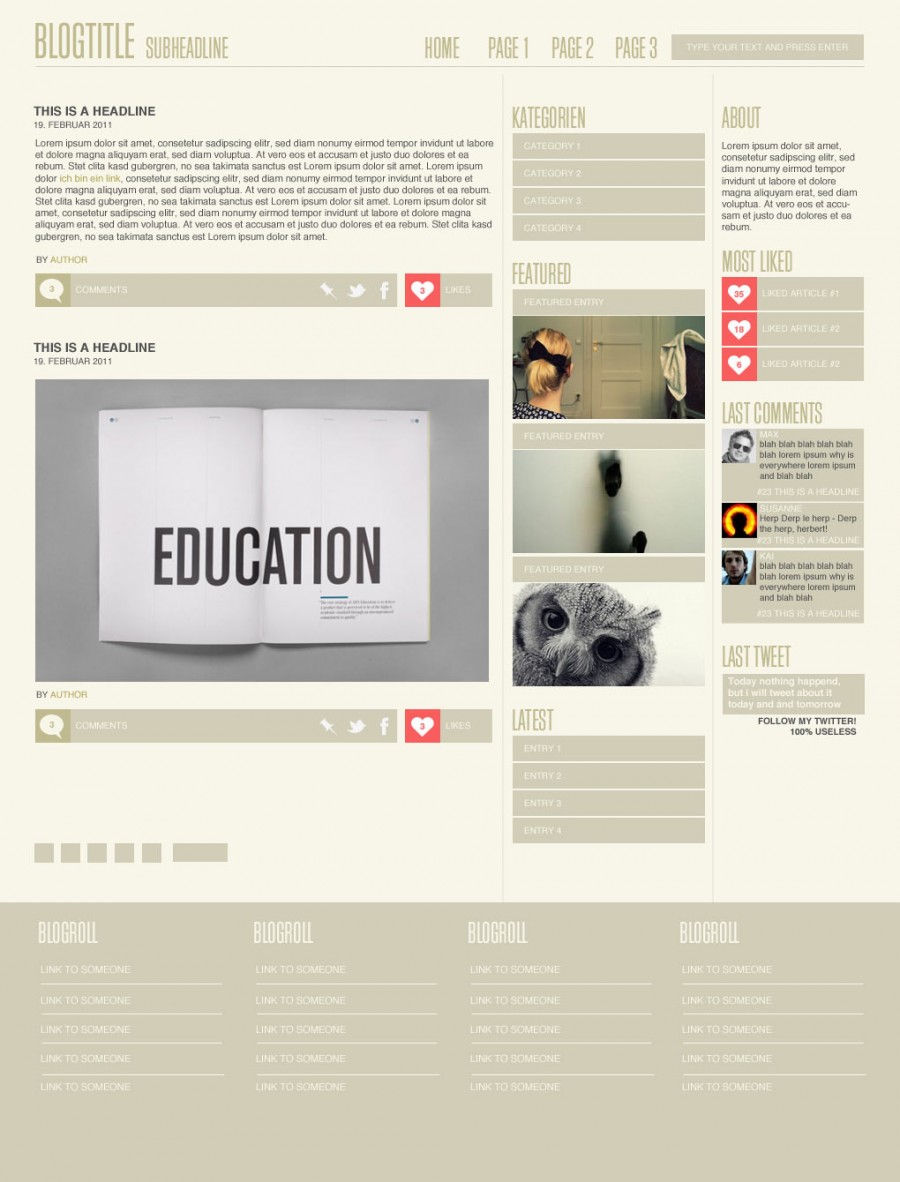 BLOGTITLE SUBHEADLINE
HOME PAGE 1 PAGE 2 PAGE 3 TYPE YOUR TEXT AND PRESS ENTER
THIS IS A HEADLINE
19. FEBRUAR 2011
Lorem ipsum dolor sit amet, consetetur sadipscing elitr, sed diam nonumy eirmod tempor invidunt ut labore
et dolore magna aliquyam erat, sed diam voluptua. At vero eos et accusam et justo duo dolores et ea
rebum. Stet clita kasd gubergren, no sea takimata sanctus est Lorem ipsum dolor sit amet. Lorem ipsum
dolor ich bin ein link, consetetur sadipscing elitr, sed diam nonumy eirmod tempor invidunt ut labore et
dolore magna aliquyam erat, sed diam voluptua. At vero eos et accusam et justo duo dolores et ea rebum.
Stet clita kasd gubergren, no sea takimata sanctus est Lorem ipsum dolor sit amet. Lorem ipsum dolor sit
amet, consetetur sadipscing elitr, sed diam nonumy eirmod tempor invidunt ut labore et dolore magna
aliquyam erat, sed diam voluptua. At vero eos et accusam et justo duo dolores et ea rebum. Stet clita kasd
gubergren, no sea takimata sanctus est Lorem ipsum dolor sit amet.
BY AUTHOR
3 COMMENTS 3 LIKES
THIS IS A HEADLINE
19. FEBRUAR 2011
EDUCATION
BY AUTHOR
3 COMMENTS 3 LIKES
KATEGORIEN
CATEGORY 1
CATEGORY 2
CATEGORY 3
CATEGORY 4
FEATURED
FEATURED ENTRY
FEATURED ENTRY
FEATURED ENTRY
LATEST
ENTRY 1
ENTRY 2
ENTRY 3
ENTRY 4
ABOUT
Lorem ipsum dolor sit amet,
consetetur sadipscing elitr, sed
diam nonumy eirmod tempor
invidunt ut labore et dolore
magna aliquyam erat, sed diam
voluptua. At vero eos et accu-
sam et justo duo dolores et ea
rebum.
MOST LIKED
35 LIKED ARTICLE #1
18 LIKED ARTICLE #2
6 LIKED ARTICLE #2
LAST COMMENTS
MAX
blah blah blah blah blah
blah lorem ipsum why is
everywhere lorem ipsum
and blah blah
#23 THIS IS A HEADLINE
SUSANNE
Herp Derp le herp - Derp
the herp, herbert!
#23 THIS IS A HEADLINE
KAI
blah blah blah blah blah
blah lorem ipsum why is
everywhere lorem ipsum
and blah blah
#23 THIS IS A HEADLINE
LAST TWEET
Today nothing happend,
but i will tweet about it
today and and tomorrow
FOLLOW MY TWITTER!
100% USELESS
BLOGROLL
LINK TO SOMEONE
LINK TO SOMEONE
LINK TO SOMEONE
LINK TO SOMEONE
LINK TO SOMEONE
BLOGROLL
LINK TO SOMEONE
LINK TO SOMEONE
LINK TO SOMEONE
LINK TO SOMEONE
LINK TO SOMEONE
BLOGROLL
LINK TO SOMEONE
LINK TO SOMEONE
LINK TO SOMEONE
LINK TO SOMEONE
LINK TO SOMEONE
BLOGROLL
LINK TO SOMEONE
LINK TO SOMEONE
LINK TO SOMEONE
LINK TO SOMEONE
LINK TO SOMEONE